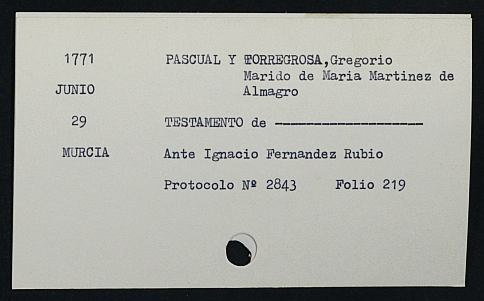 1771 PASCUAL Y TORREGROSA,Gregorio
Marido de Maria Martinez de
JUNIO Almagro
29 TESTAMENTO de -------------------
MURCIA Ante Ignacio Fernandez Rubio
Protocolo Nº 2843 Folio 219